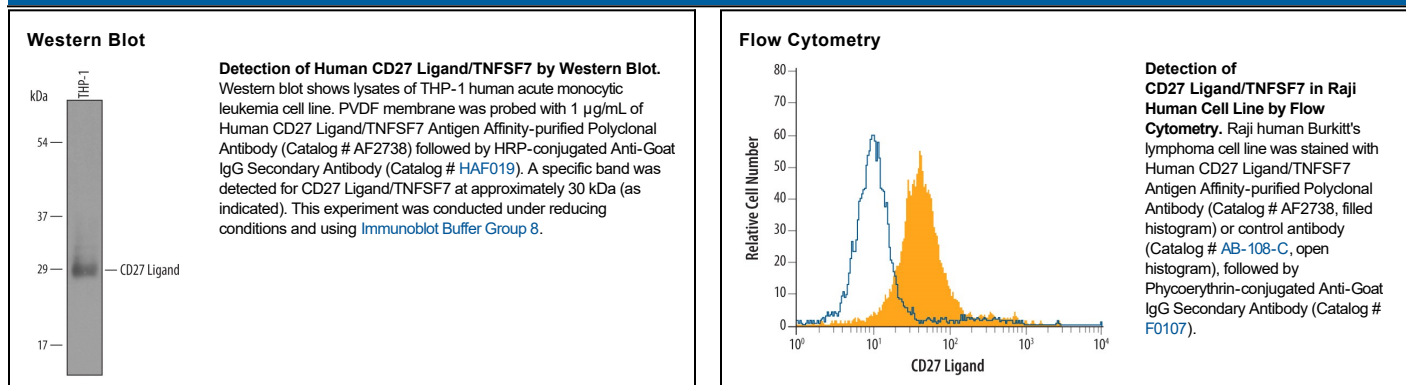 Western Blot
THP-1
kDa
54
37
29
17
CD27 Ligand
Detection of Human CD27 Ligand/TNFSF7 by Western Blot.
Western blot shows lysates of THP-1 human acute monocytic
leukemia cell line. PVDF membrane was probed with 1 µg/mL of
Human CD27 Ligand/TNFSF7 Antigen Affinity-purified Polyclonal
Antibody (Catalog # AF2738) followed by HRP-conjugated Anti-Goat
IgG Secondary Antibody (Catalog # HAF019). A specific band was
detected for CD27 Ligand/TNFSF7 at approximately 30 kDa (as
indicated). This experiment was conducted under reducing
conditions and using Immunoblot Buffer Group 8.
Flow Cytometry
Relative Cell Number
80
70
60
50
40
30
20
10
0
10⁰ 10¹ 10² 10³ 10⁴
CD27 Ligand
Detection of
CD27 Ligand/TNFSF7 in Raji
Human Cell Line by Flow
Cytometry. Raji human Burkitt's
lymphoma cell line was stained with
Human CD27 Ligand/TNFSF7
Antigen Affinity-purified Polyclonal
Antibody (Catalog # AF2738, filled
histogram) or control antibody
(Catalog # AB-108-C, open
histogram), followed by
Phycoerythrin-conjugated Anti-Goat
IgG Secondary Antibody (Catalog #
F0107).